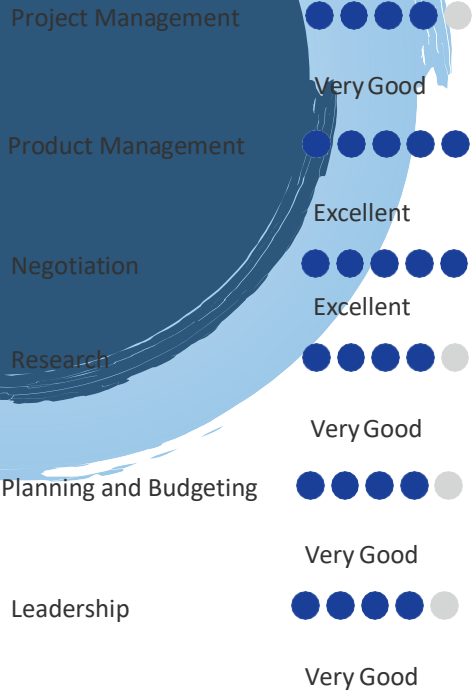 Project Management
Very Good
Product Management
Excellent
Negotiation
Excellent
Research
Very Good
Planning and Budgeting
Very Good
Leadership
Very Good